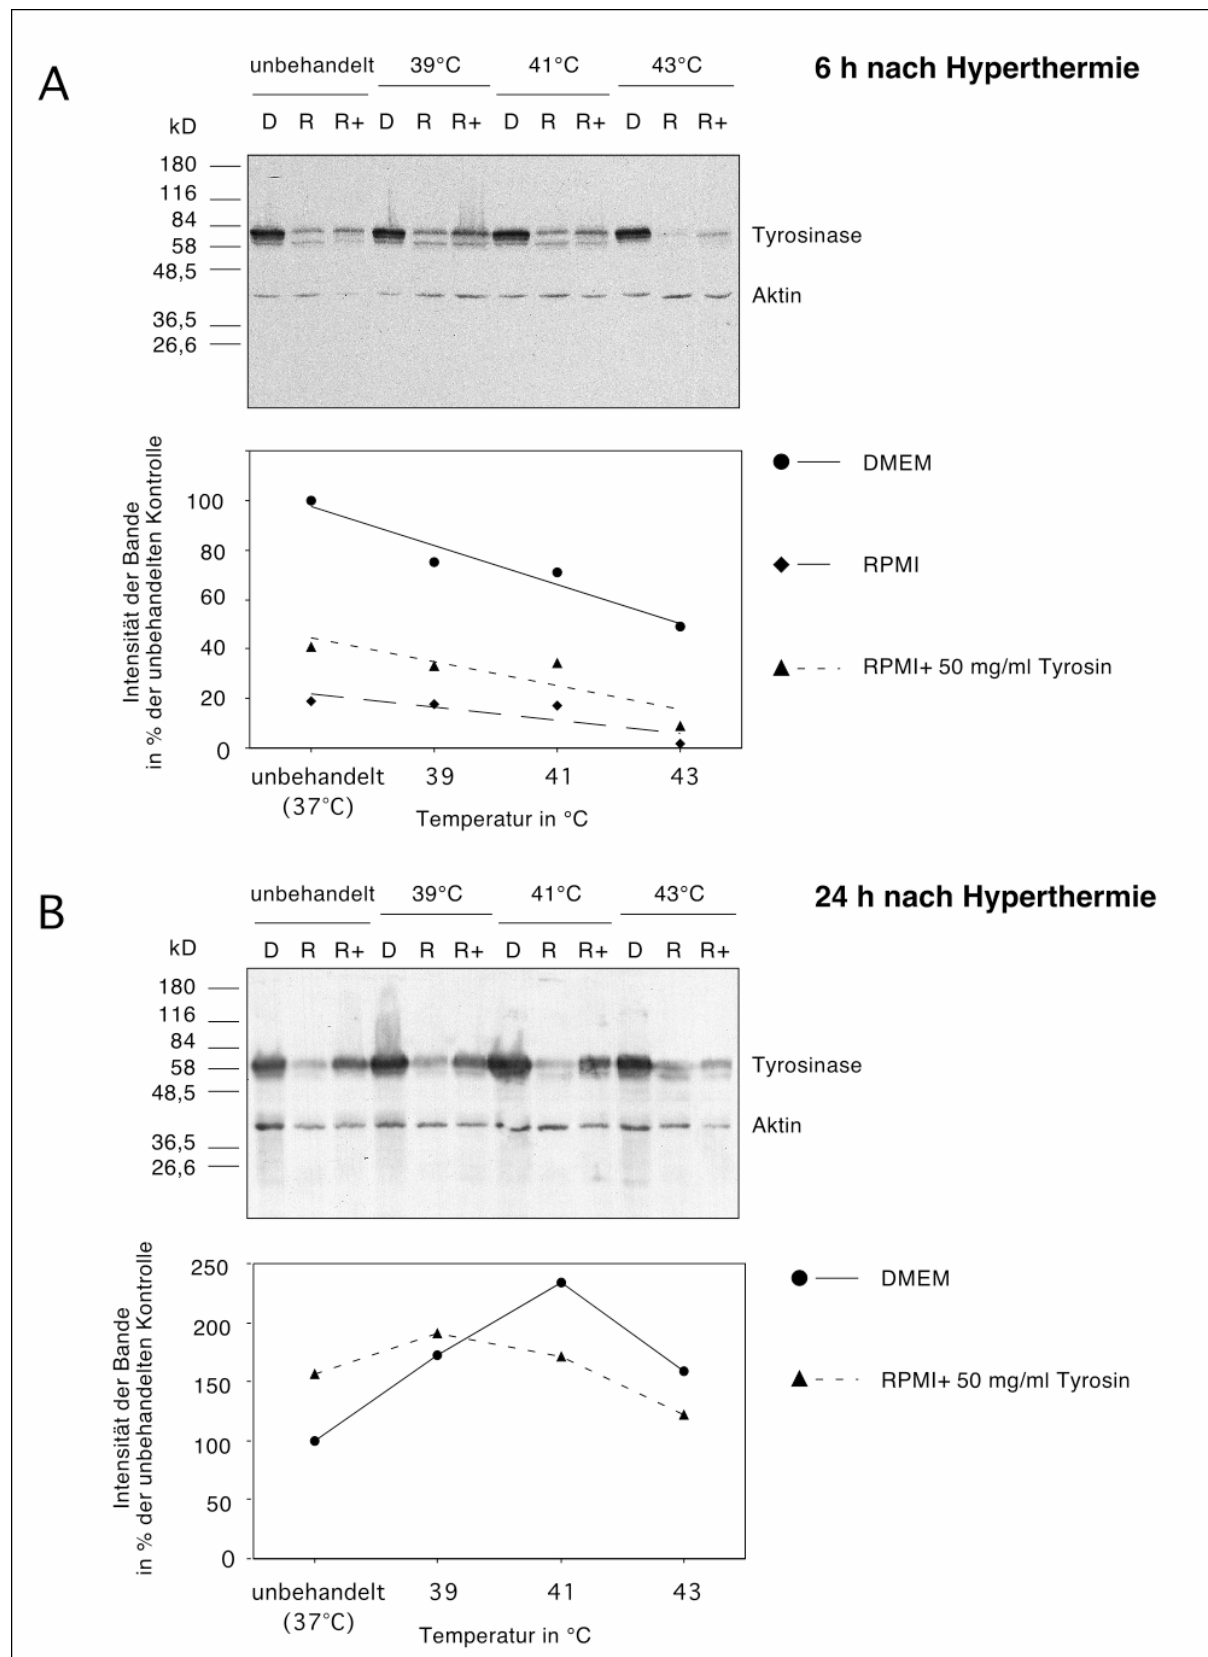 A
6 h nach Hyperthermie
unbehandelt 39°C 41°C 43°C
kD D R R+ D R R+ D R R+ D R R+
180
116
84
58
48,5
36,5
26,6
Tyrosinase
Aktin
Intensität der Bande
in % der unbehandelten Kontrolle
100
80
60
40
20
0
unbehandelt 39 41 43
(37°C)
Temperatur in °C
DMEM
RPMI
RPMI+ 50 mg/ml Tyrosin
B
24 h nach Hyperthermie
unbehandelt 39°C 41°C 43°C
kD D R R+ D R R+ D R R+ D R R+
180
116
84
58
48,5
36,5
26,6
Tyrosinase
Aktin
Intensität der Bande
in % der unbehandelten Kontrolle
250
200
150
100
50
0
unbehandelt 39 41 43
(37°C)
Temperatur in °C
DMEM
RPMI+ 50 mg/ml Tyrosin